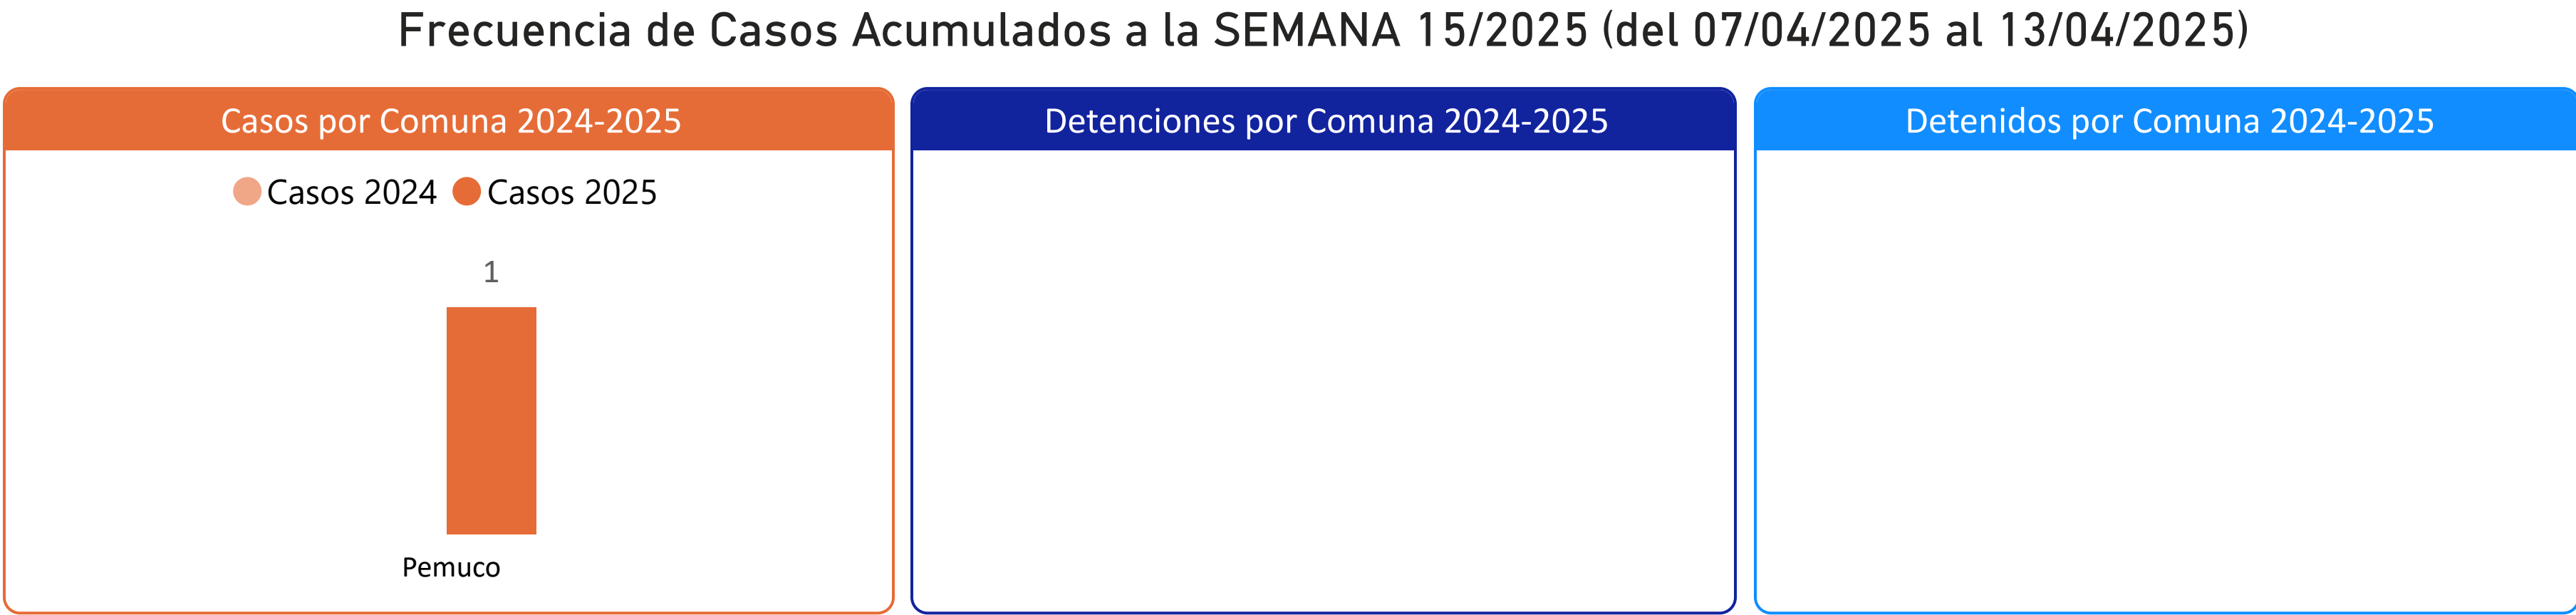 Frecuencia de Casos Acumulados a la SEMANA 15/2025 (del 07/04/2025 al 13/04/2025)
Casos por Comuna 2024-2025
Casos 2024 Casos 2025
1
Pemuco
Detenciones por Comuna 2024-2025
Detenidos por Comuna 2024-2025